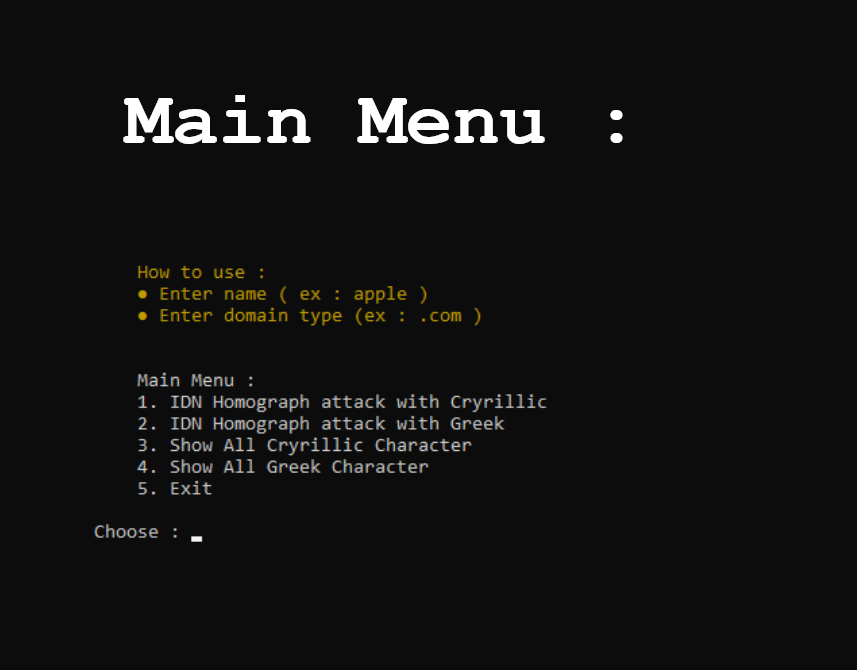 Main Menu :
How to use :
● Enter name ( ex : apple )
● Enter domain type (ex : .com )
Main Menu :
1. IDN Homograph attack with Cryrillic
2. IDN Homograph attack with Greek
3. Show All Cryrillic Character
4. Show All Greek Character
5. Exit
Choose : _